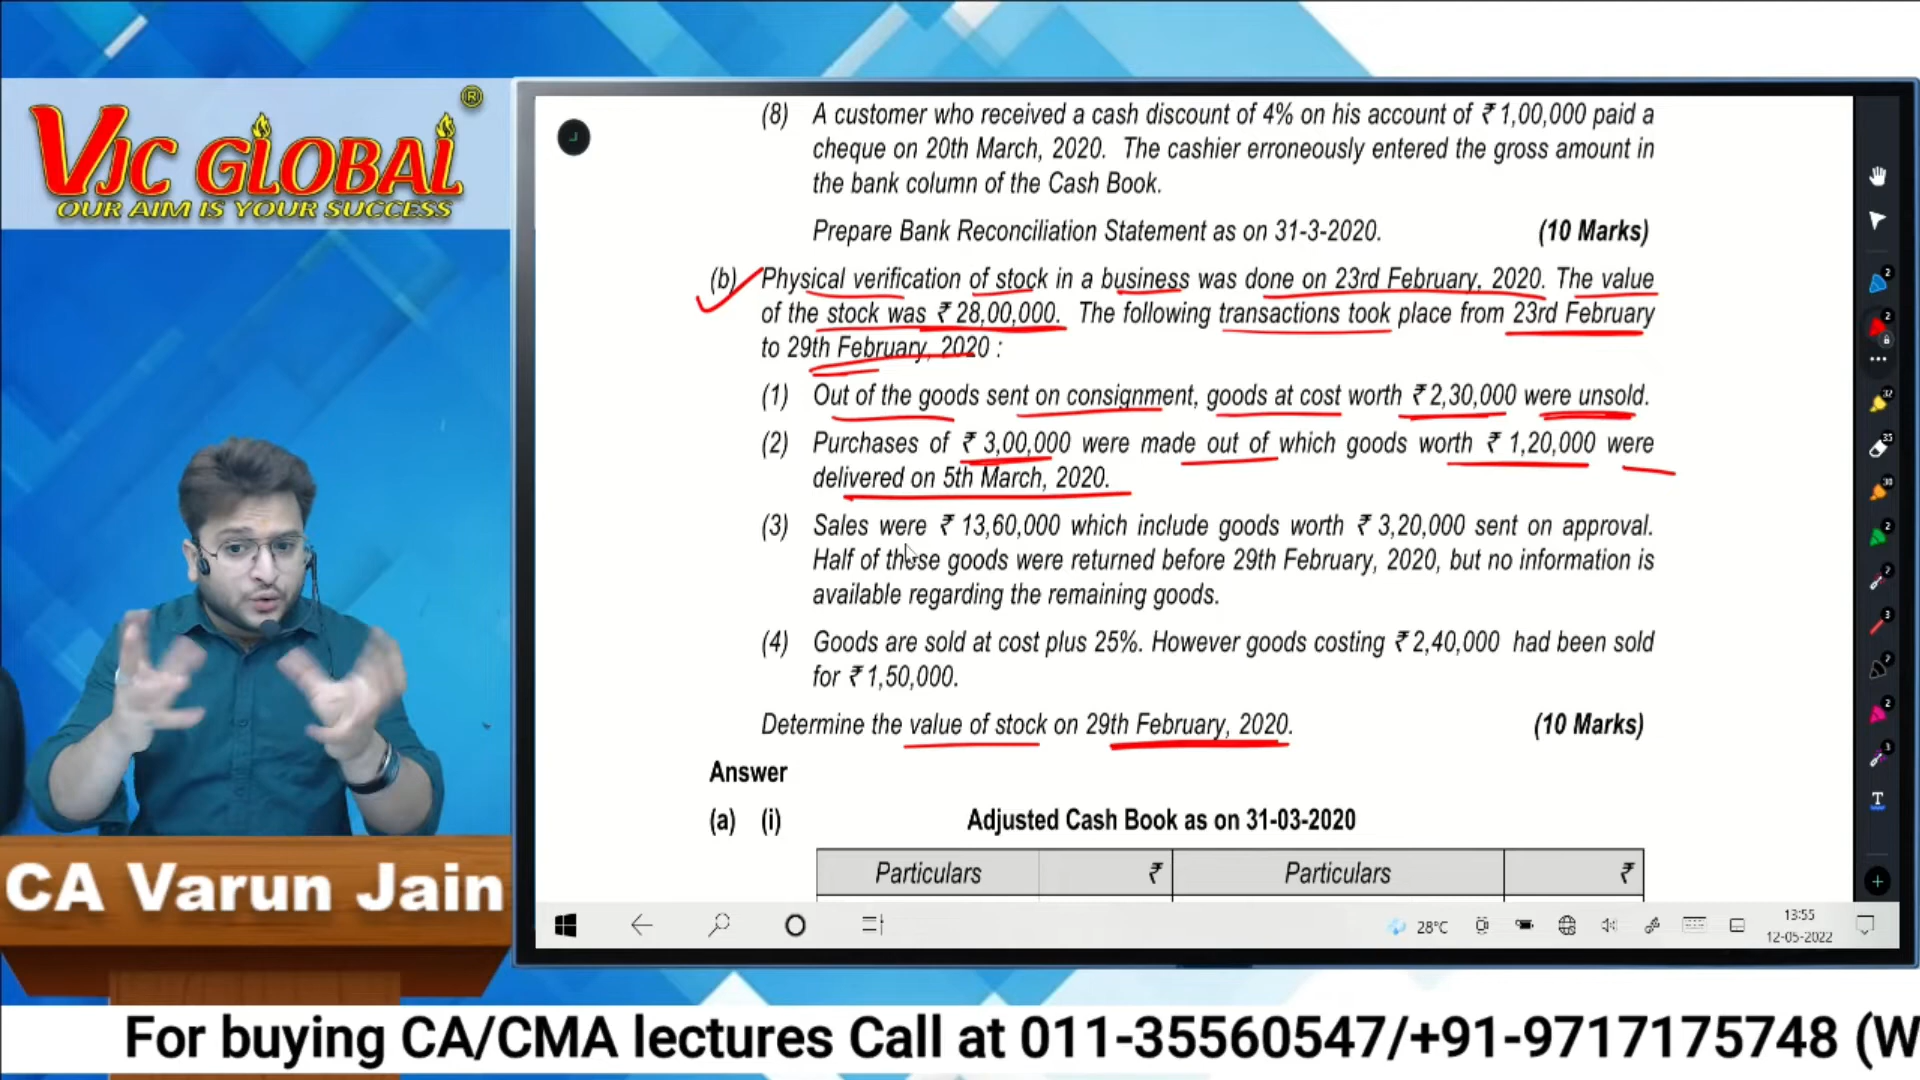 VJC GLOBAL ®
OUR AIM IS YOUR SUCCESS
(8) A customer who received a cash discount of 4% on his account of ₹ 1,00,000 paid a
cheque on 20th March, 2020. The cashier erroneously entered the gross amount in
the bank column of the Cash Book.
Prepare Bank Reconciliation Statement as on 31-3-2020. (10 Marks)
(b) Physical verification of stock in a business was done on 23rd February, 2020. The value
of the stock was ₹ 28,00,000. The following transactions took place from 23rd February
to 29th February, 2020 :
(1) Out of the goods sent on consignment, goods at cost worth ₹ 2,30,000 were unsold.
(2) Purchases of ₹ 3,00,000 were made out of which goods worth ₹ 1,20,000 were
delivered on 5th March, 2020.
(3) Sales were ₹ 13,60,000 which include goods worth ₹ 3,20,000 sent on approval.
Half of these goods were returned before 29th February, 2020, but no information is
available regarding the remaining goods.
(4) Goods are sold at cost plus 25%. However goods costing ₹ 2,40,000 had been sold
for ₹ 1,50,000.
Determine the value of stock on 29th February, 2020. (10 Marks)
Answer
(a) (i) Adjusted Cash Book as on 31-03-2020
Particulars ₹ Particulars ₹
28°C
13:55
12-05-2022
CA Varun Jain
For buying CA/CMA lectures Call at 011-35560547/+91-9717175748 (W